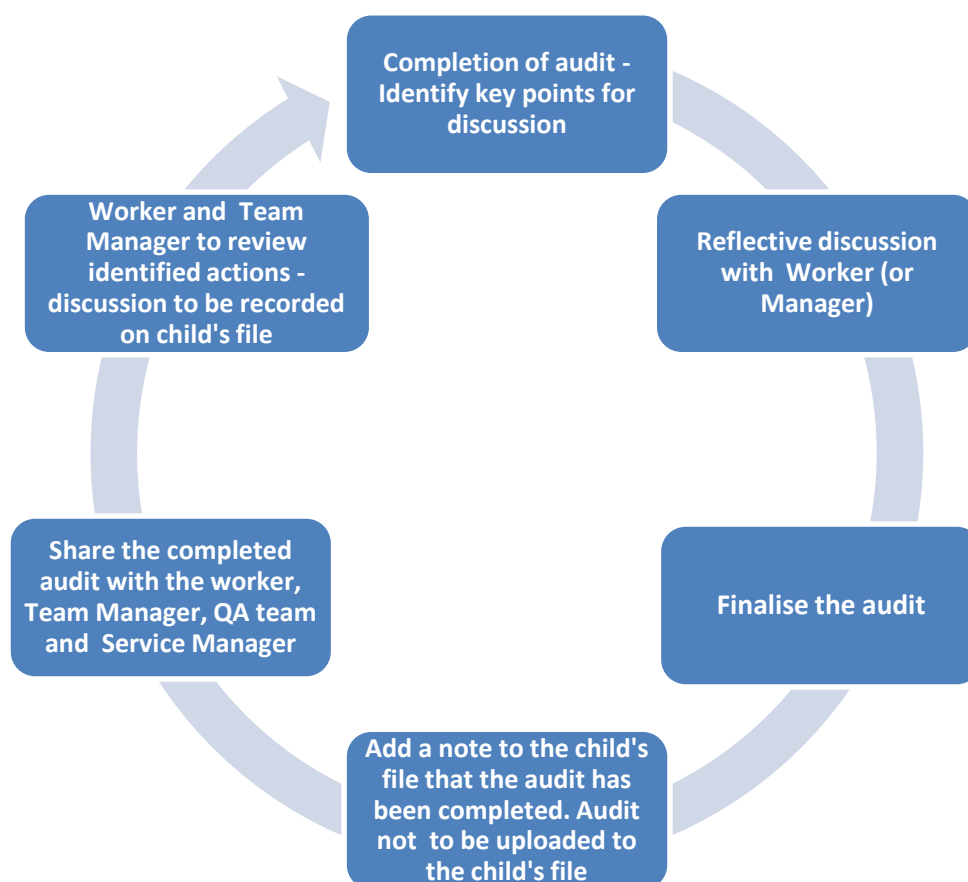 Completion of audit -
Identify key points for
discussion
Reflective discussion
with Worker (or
Manager)
Finalise the audit
Add a note to the child's
file that the audit has
been completed. Audit
not to be uploaded to
the child's file
Share the completed
audit with the worker,
Team Manager, QA team
and Service Manager
Worker and Team
Manager to review
identified actions -
discussion to be recorded
on child's file